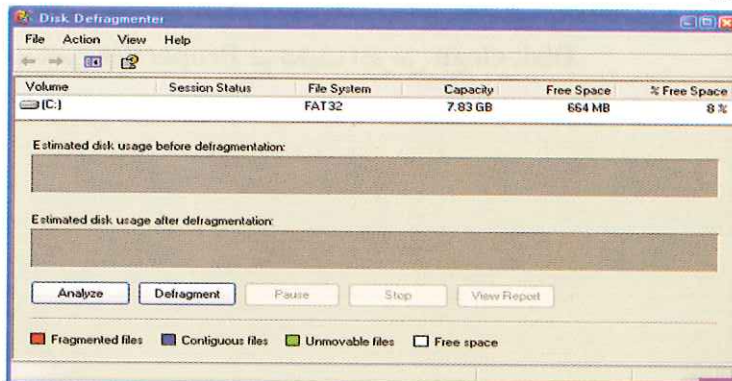 Disk Defragmenter
File Action View Help
Volume Session Status File System Capacity Free Space % Free Space
(C:) FAT32 7.83 GB 664 MB 8 %
Estimated disk usage before defragmentation:
Estimated disk usage after defragmentation:
Analyze Defragment Pause Stop View Report
Fragmented files Contiguous files Unmovable files Free space